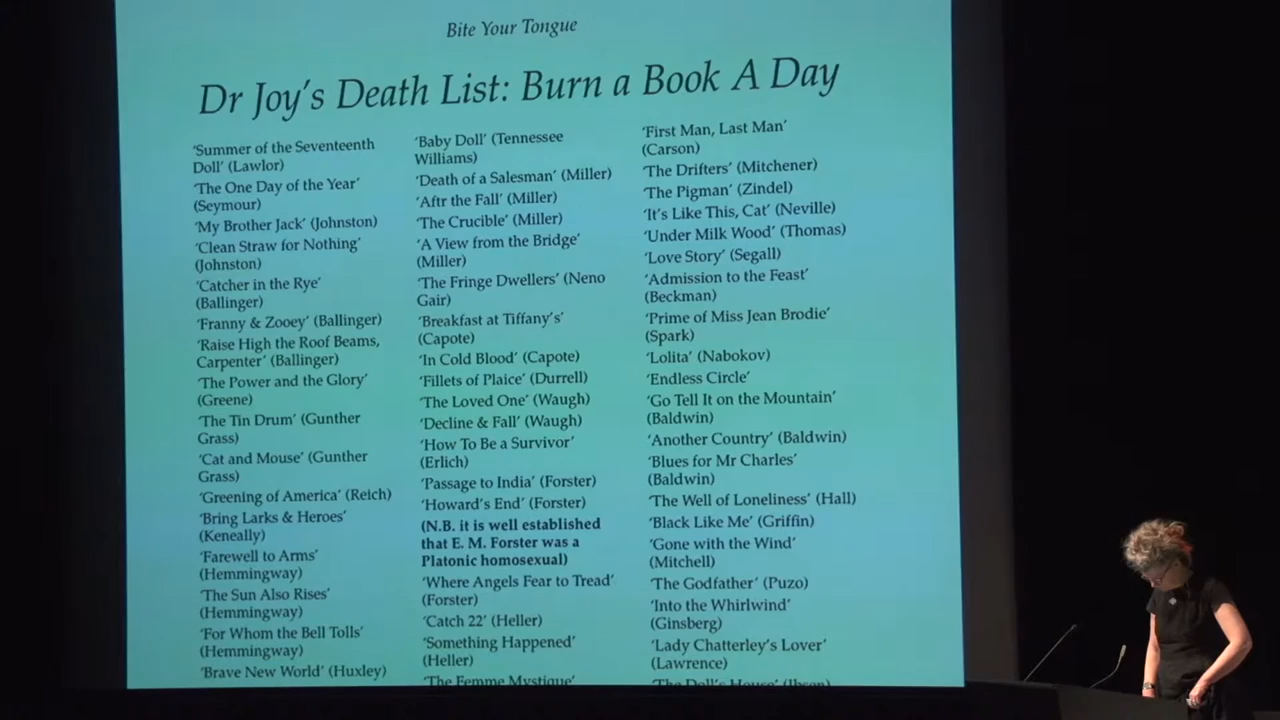 Bite Your Tongue
Dr Joy's Death List: Burn a Book A Day
'Summer of the Seventeenth
Doll' (Lawlor)
'The One Day of the Year'
(Seymour)
'My Brother Jack' (Johnston)
'Clean Straw for Nothing'
(Johnston)
'Catcher in the Rye'
(Ballinger)
'Franny & Zooey' (Ballinger)
'Raise High the Roof Beams,
Carpenter' (Ballinger)
'The Power and the Glory'
(Greene)
'The Tin Drum' (Gunther
Grass)
'Cat and Mouse' (Gunther
Grass)
'Greening of America' (Reich)
'Bring Larks & Heroes'
(Keneally)
'Farewell to Arms'
(Hemmingway)
'The Sun Also Rises'
(Hemmingway)
'For Whom the Bell Tolls'
(Hemmingway)
'Brave New World' (Huxley)
'Baby Doll' (Tennessee
Williams)
'Death of a Salesman' (Miller)
'Aftr the Fall' (Miller)
'The Crucible' (Miller)
'A View from the Bridge'
(Miller)
'The Fringe Dwellers' (Neno
Gair)
'Breakfast at Tiffany's'
(Capote)
'In Cold Blood' (Capote)
'Fillets of Plaice' (Durrell)
'The Loved One' (Waugh)
'Decline & Fall' (Waugh)
'How To Be a Survivor'
(Erlich)
'Passage to India' (Forster)
'Howard's End' (Forster)
(N.B. it is well established
that E. M. Forster was a
Platonic homosexual)
'Where Angels Fear to Tread'
(Forster)
'Catch 22' (Heller)
'Something Happened'
(Heller)
'The Femme Mystique'
'First Man, Last Man'
(Carson)
'The Drifters' (Mitchener)
'The Pigman' (Zindel)
'It's Like This, Cat' (Neville)
'Under Milk Wood' (Thomas)
'Love Story' (Segall)
'Admission to the Feast'
(Beckman)
'Prime of Miss Jean Brodie'
(Spark)
'Lolita' (Nabokov)
'Endless Circle'
'Go Tell It on the Mountain'
(Baldwin)
'Another Country' (Baldwin)
'Blues for Mr Charles'
(Baldwin)
'The Well of Loneliness' (Hall)
'Black Like Me' (Griffin)
'Gone with the Wind'
(Mitchell)
'The Godfather' (Puzo)
'Into the Whirlwind'
(Ginsberg)
'Lady Chatterley's Lover'
(Lawrence)
'The Doll's House' (Ibsen)